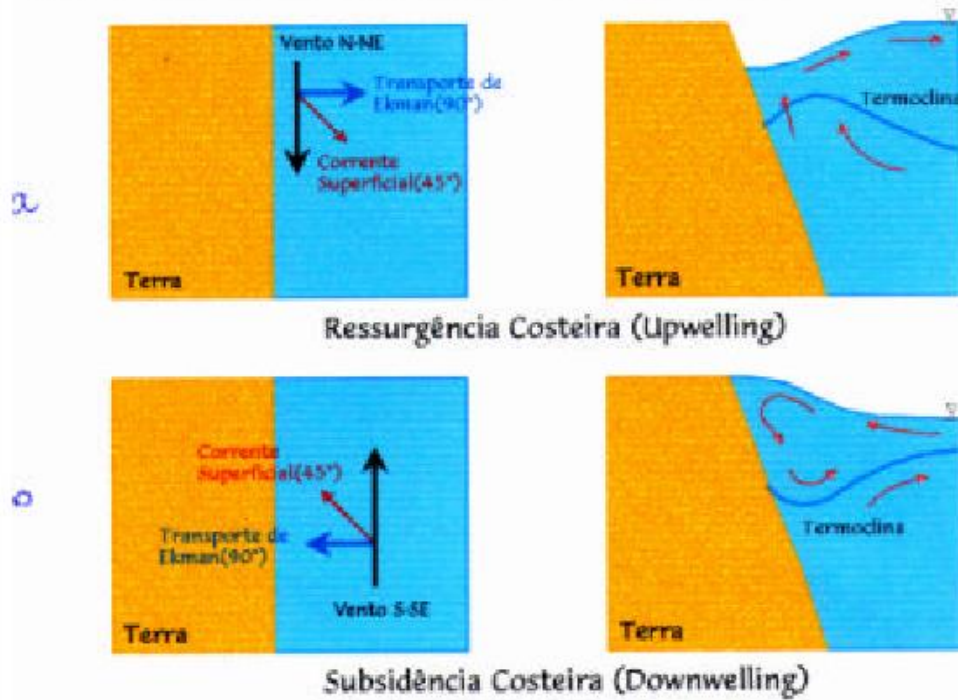 Vento N-NE
Transporte de
Ekman(90°)
Corrente
Superficial(45°)
Terra
Termoclina
a
Ressurgência Costeira (Upwelling)
Corrente
Superficial(45°)
Transporte de
Ekman(90°)
Vento S-SE
Terra
Termoclina
Terra
b
Subsidência Costeira (Downwelling)